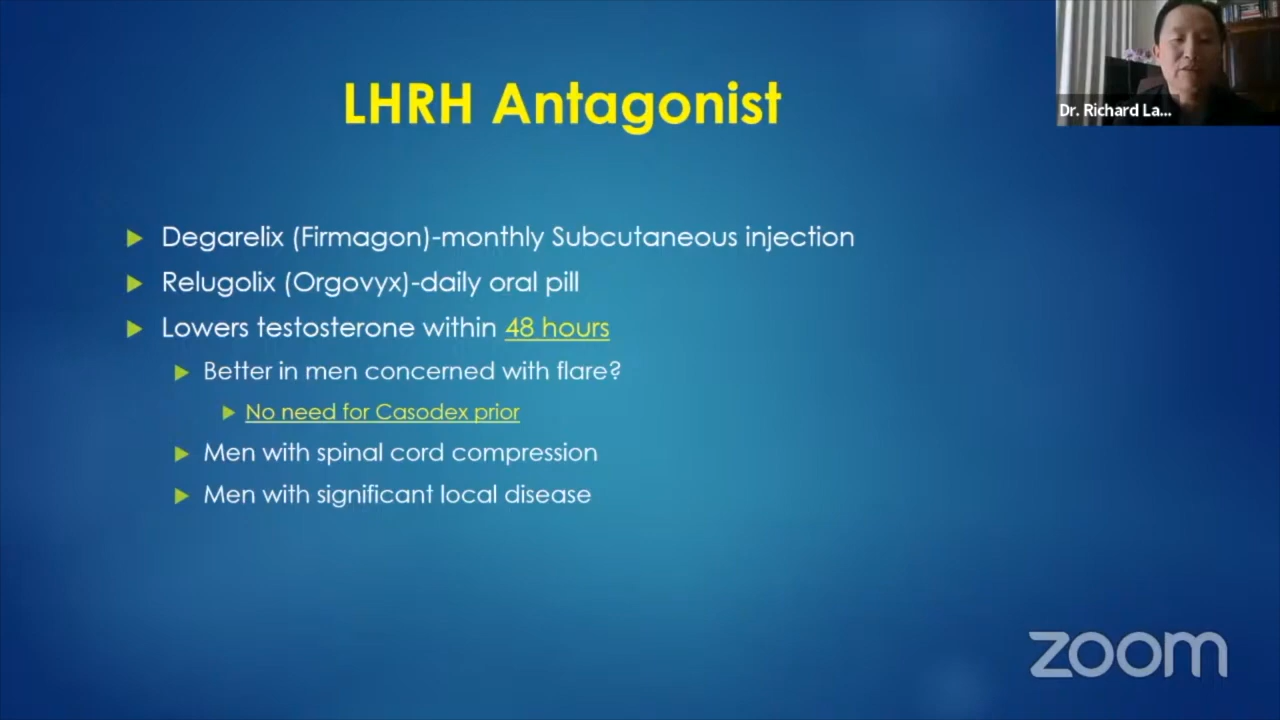 LHRH Antagonist
Dr. Richard La...
Degarelix (Firmagon)-monthly Subcutaneous injection
Relugolix (Orgovyx)-daily oral pill
Lowers testosterone within 48 hours
Better in men concerned with flare?
No need for Casodex prior
Men with spinal cord compression
Men with significant local disease
zoom